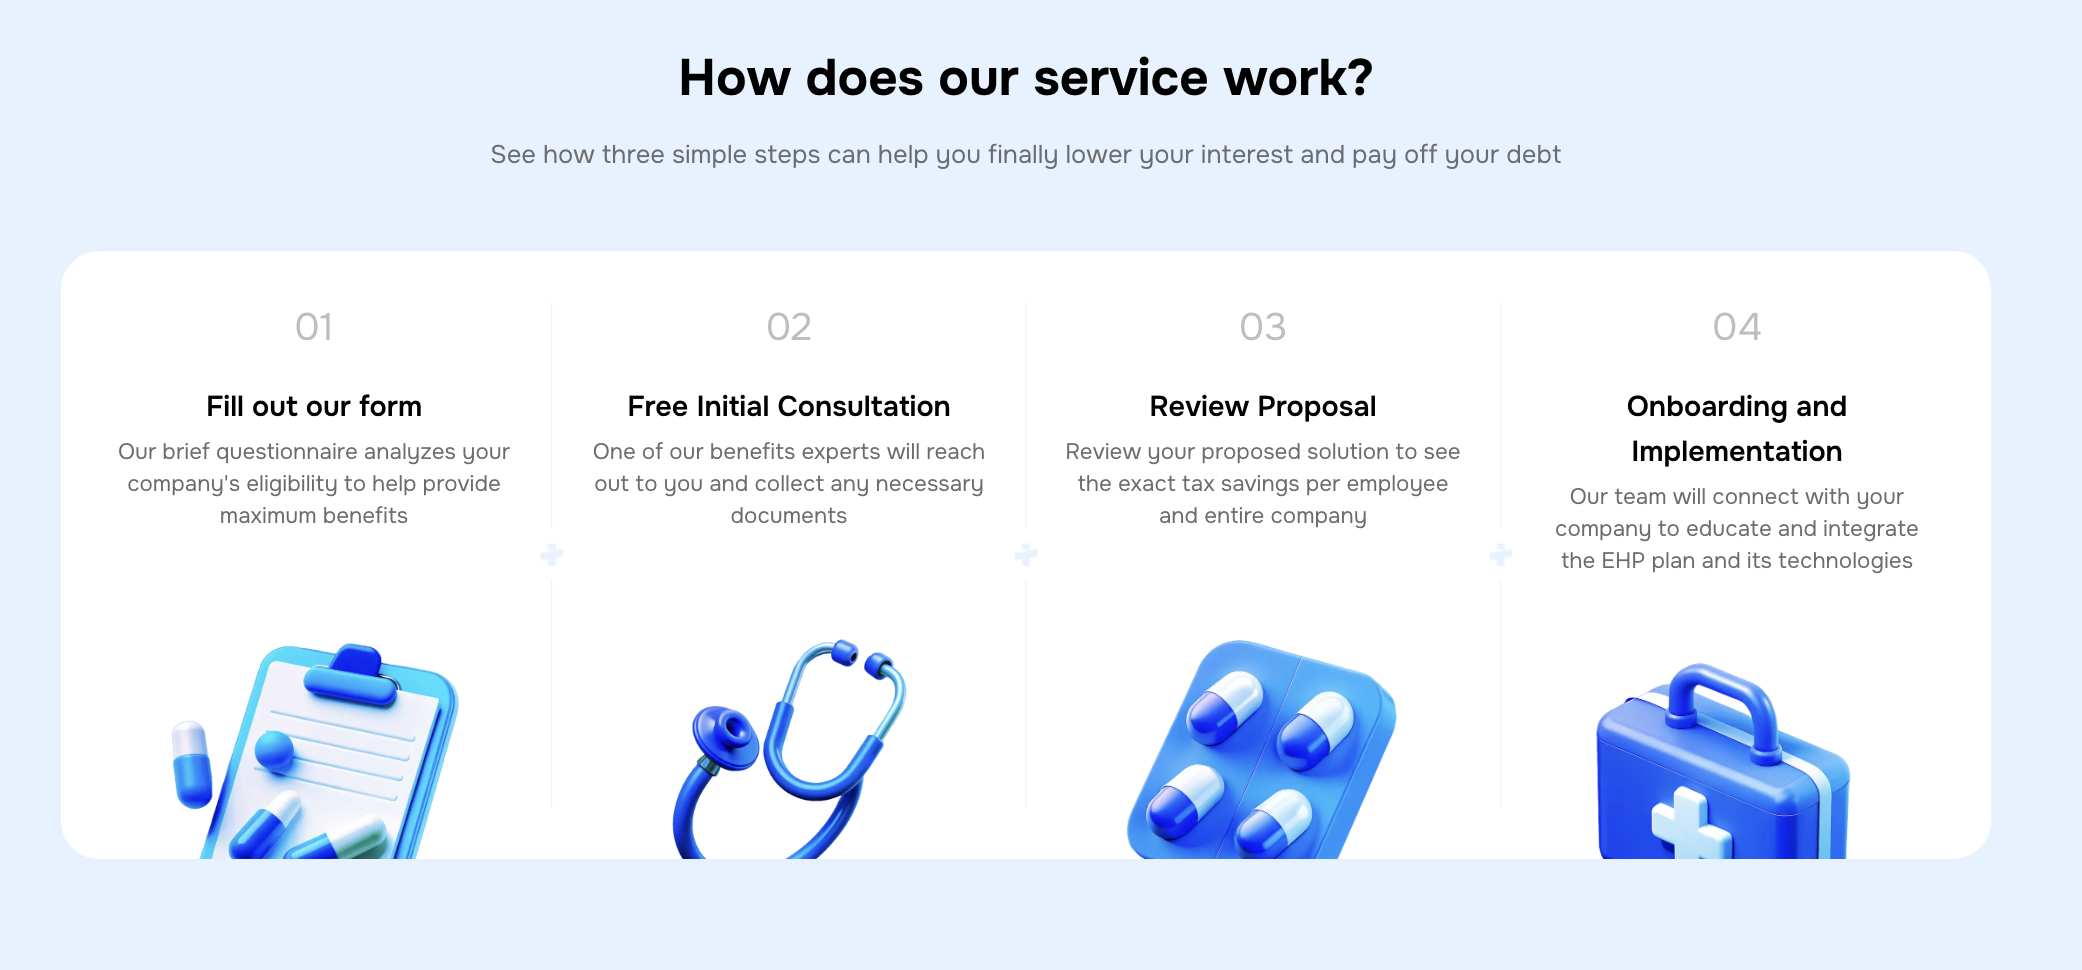 How does our service work?
See how three simple steps can help you finally lower your interest and pay off your debt
01
Fill out our form
Our brief questionnaire analyzes your
company's eligibility to help provide
maximum benefits
02
Free Initial Consultation
One of our benefits experts will reach
out to you and collect any necessary
documents
03
Review Proposal
Review your proposed solution to see
the exact tax savings per employee
and entire company
04
Onboarding and
Implementation
Our team will connect with your
company to educate and integrate
the EHP plan and its technologies